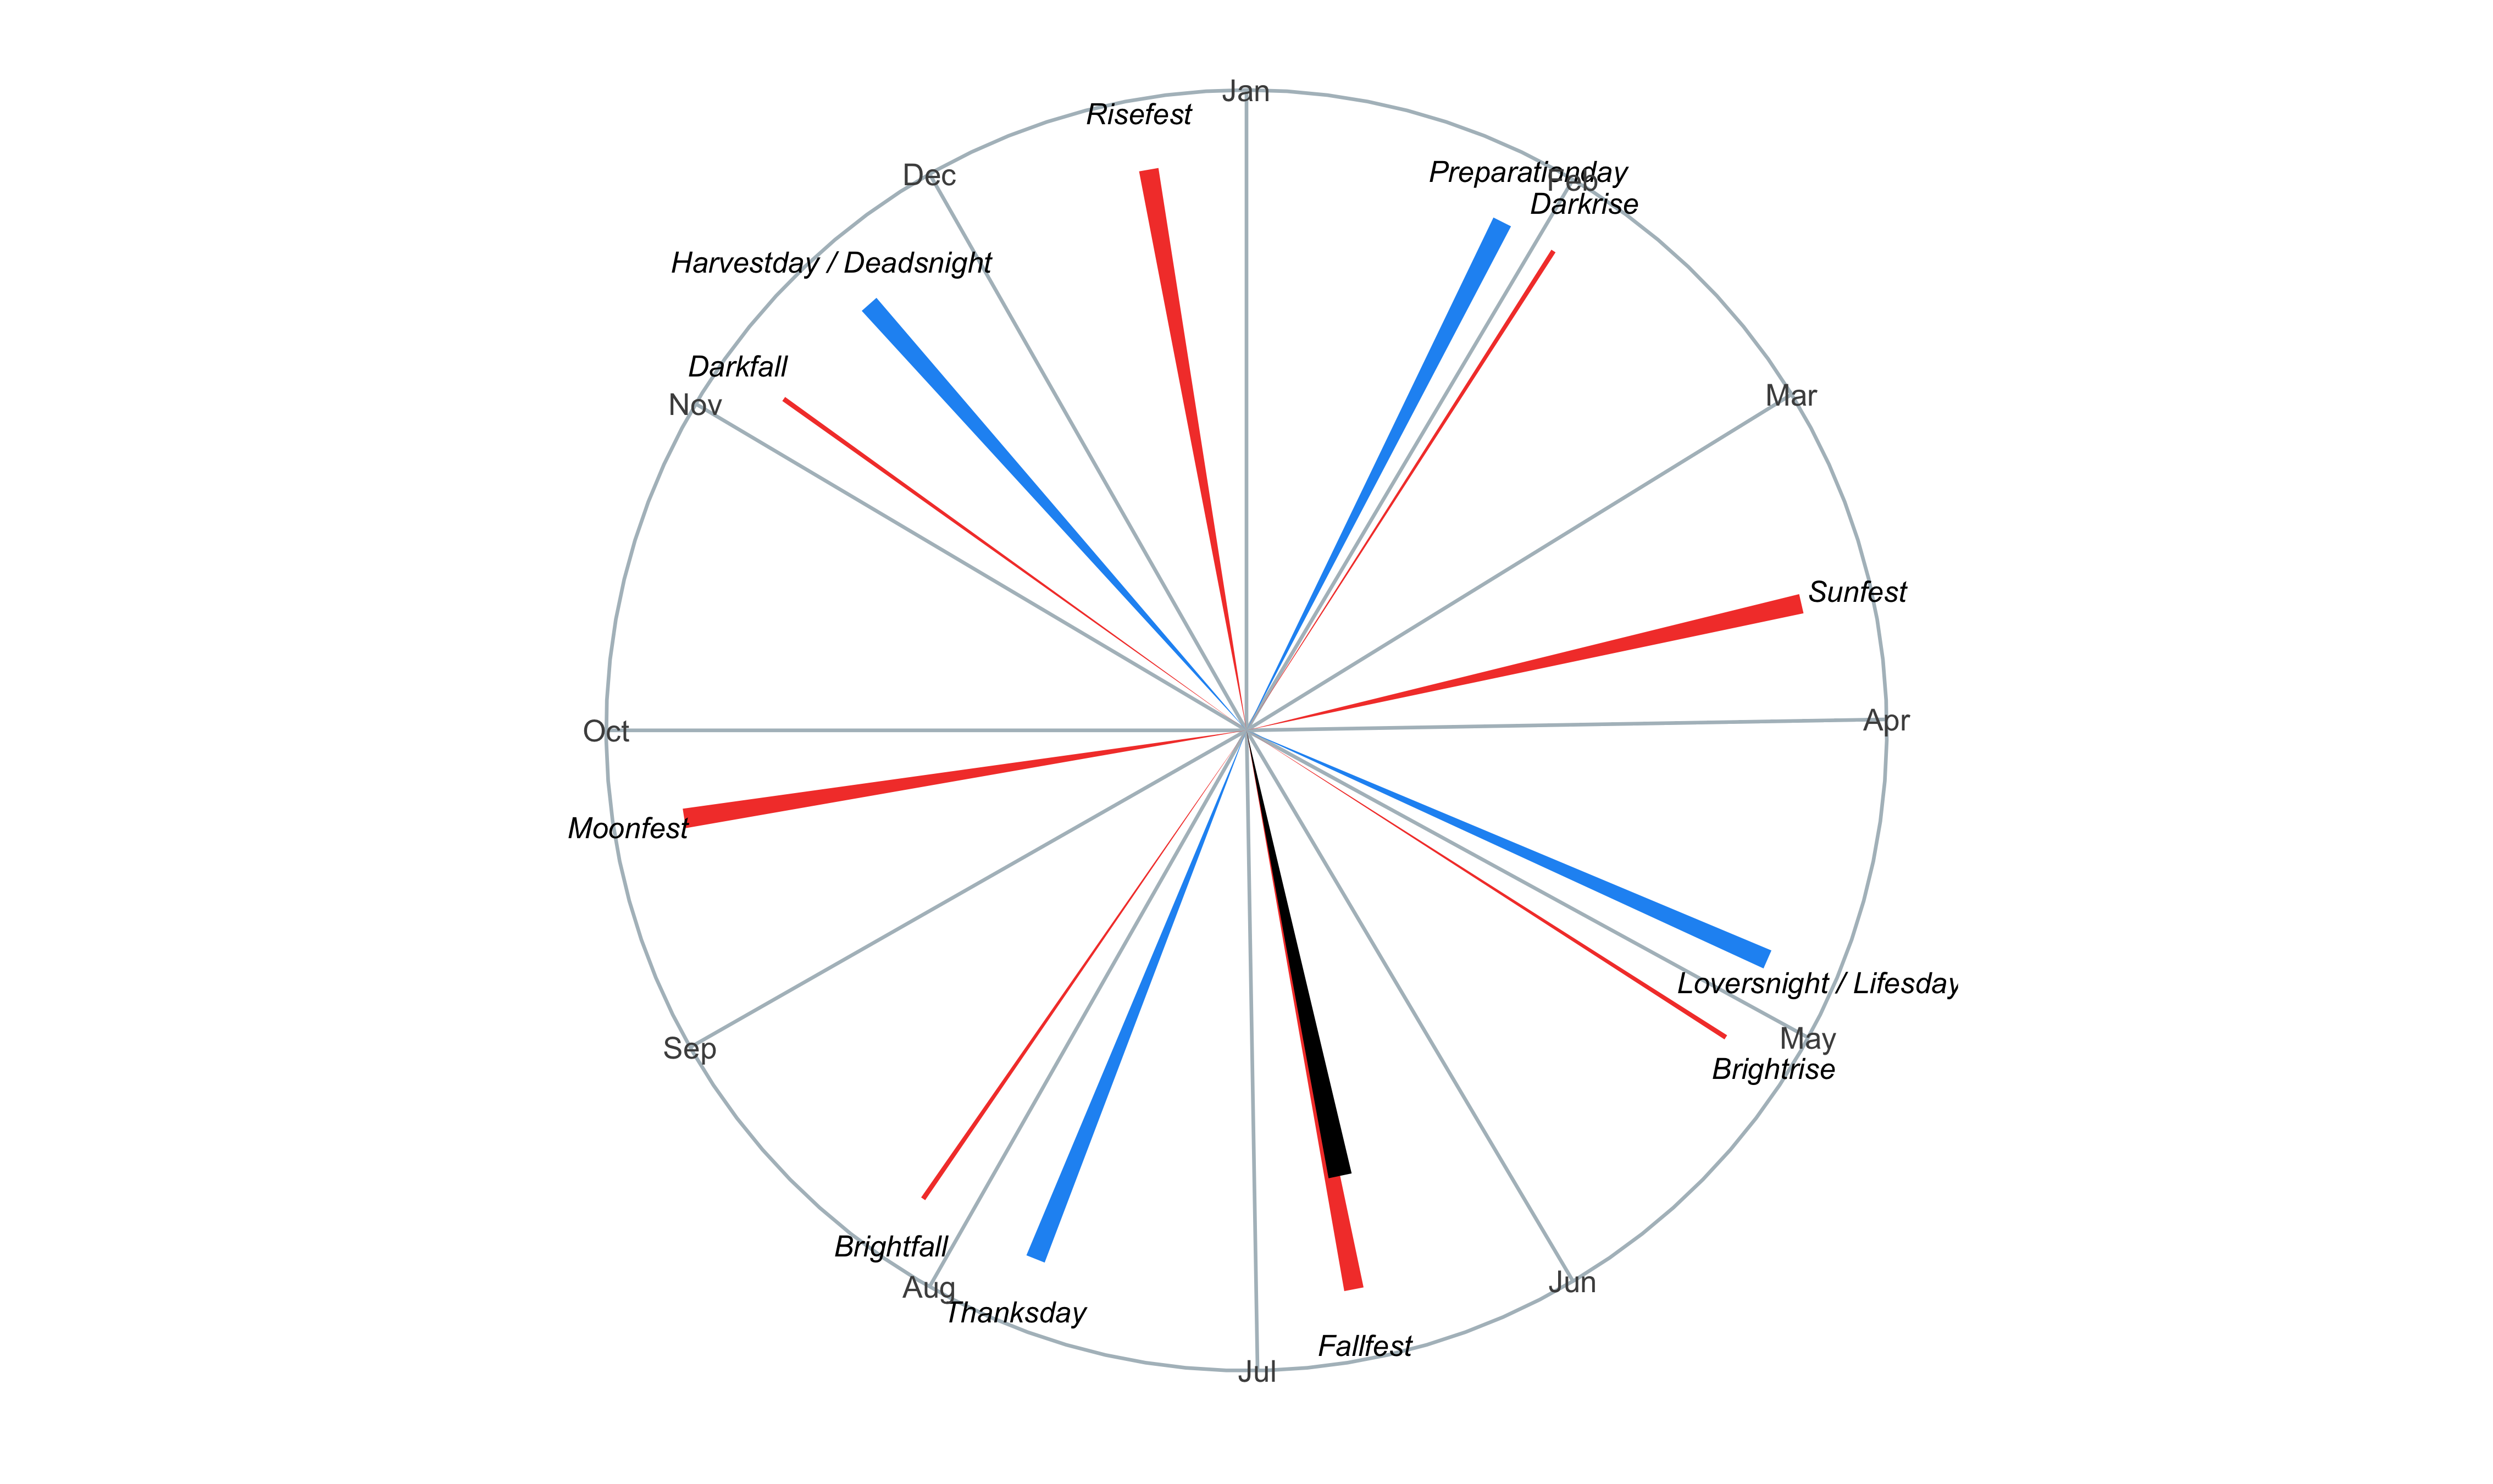 Jan
Risefest
Preparationday
Feb
Dec
Darkrise
Harvestday / Deadsnight
Darkfall
Mar
Nov
Sunfest
Apr
Oct
Moonfest
Loversnight / Lifesday
May
Sep
Brightrise
Brightfall
Jun
Aug
Thanksday
Fallfest
Jul